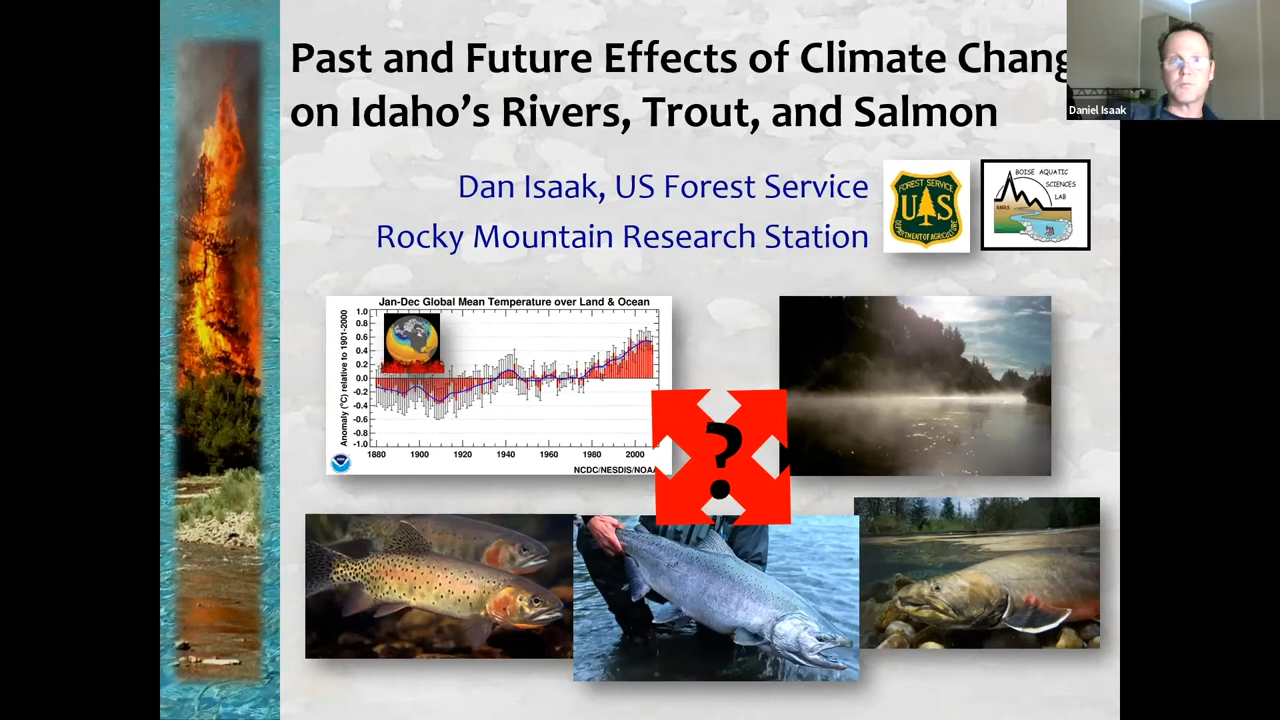 Past and Future Effects of Climate Chang
on Idaho's Rivers, Trout, and Salmon
Daniel Isaak
Dan Isaak, US Forest Service
Rocky Mountain Research Station
FOREST SERVICE
U S
DEPARTMENT OF AGRICULTURE
BOISE AQUATIC
SCIENCES
LAB
RMRS
Jan-Dec Global Mean Temperature over Land & Ocean
Anomaly (°C) relative to 1901-2000
1.0
0.8
0.6
0.4
0.2
0.0
-0.2
-0.4
-0.6
-0.8
-1.0
1880 1900 1920 1940 1960 1980 2000
NCDC/NESDIS/NOAA
?